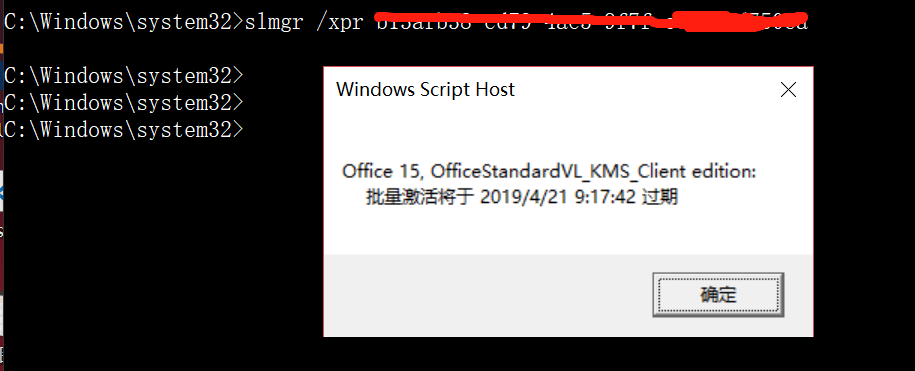 C:\Windows\system32>slmgr /xpr
C:\Windows\system32>
C:\Windows\system32>
C:\Windows\system32>
Windows Script Host
Office 15, OfficeStandardVL_KMS_Client edition:
批量激活将于 2019/4/21 9:17:42 过期
确定